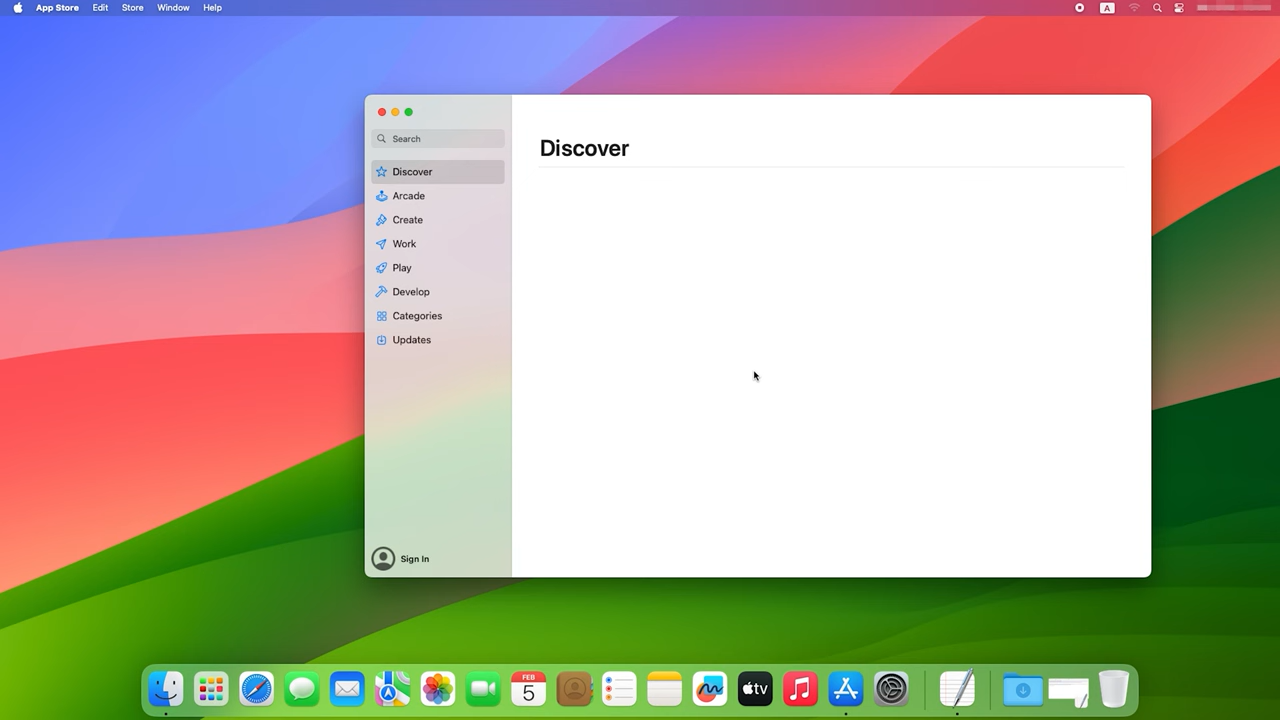 App Store Edit Store Window Help A
Search
Discover
Arcade
Create
Work
Play
Develop
Categories
Updates
Sign In
Discover
FEB
5
tv